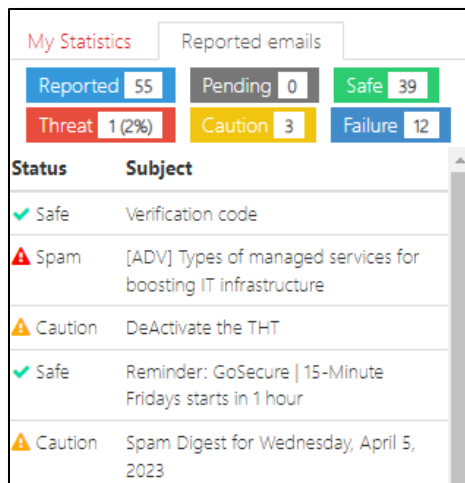 My Statistics Reported emails
Reported 55 Pending 0 Safe 39
Threat 1 (2%) Caution 3 Failure 12
Status Subject
Safe Verification code
Spam [ADV] Types of managed services for
boosting IT infrastructure
Caution DeActivate the THT
Safe Reminder: GoSecure | 15-Minute
Fridays starts in 1 hour
Caution Spam Digest for Wednesday, April 5,
2023